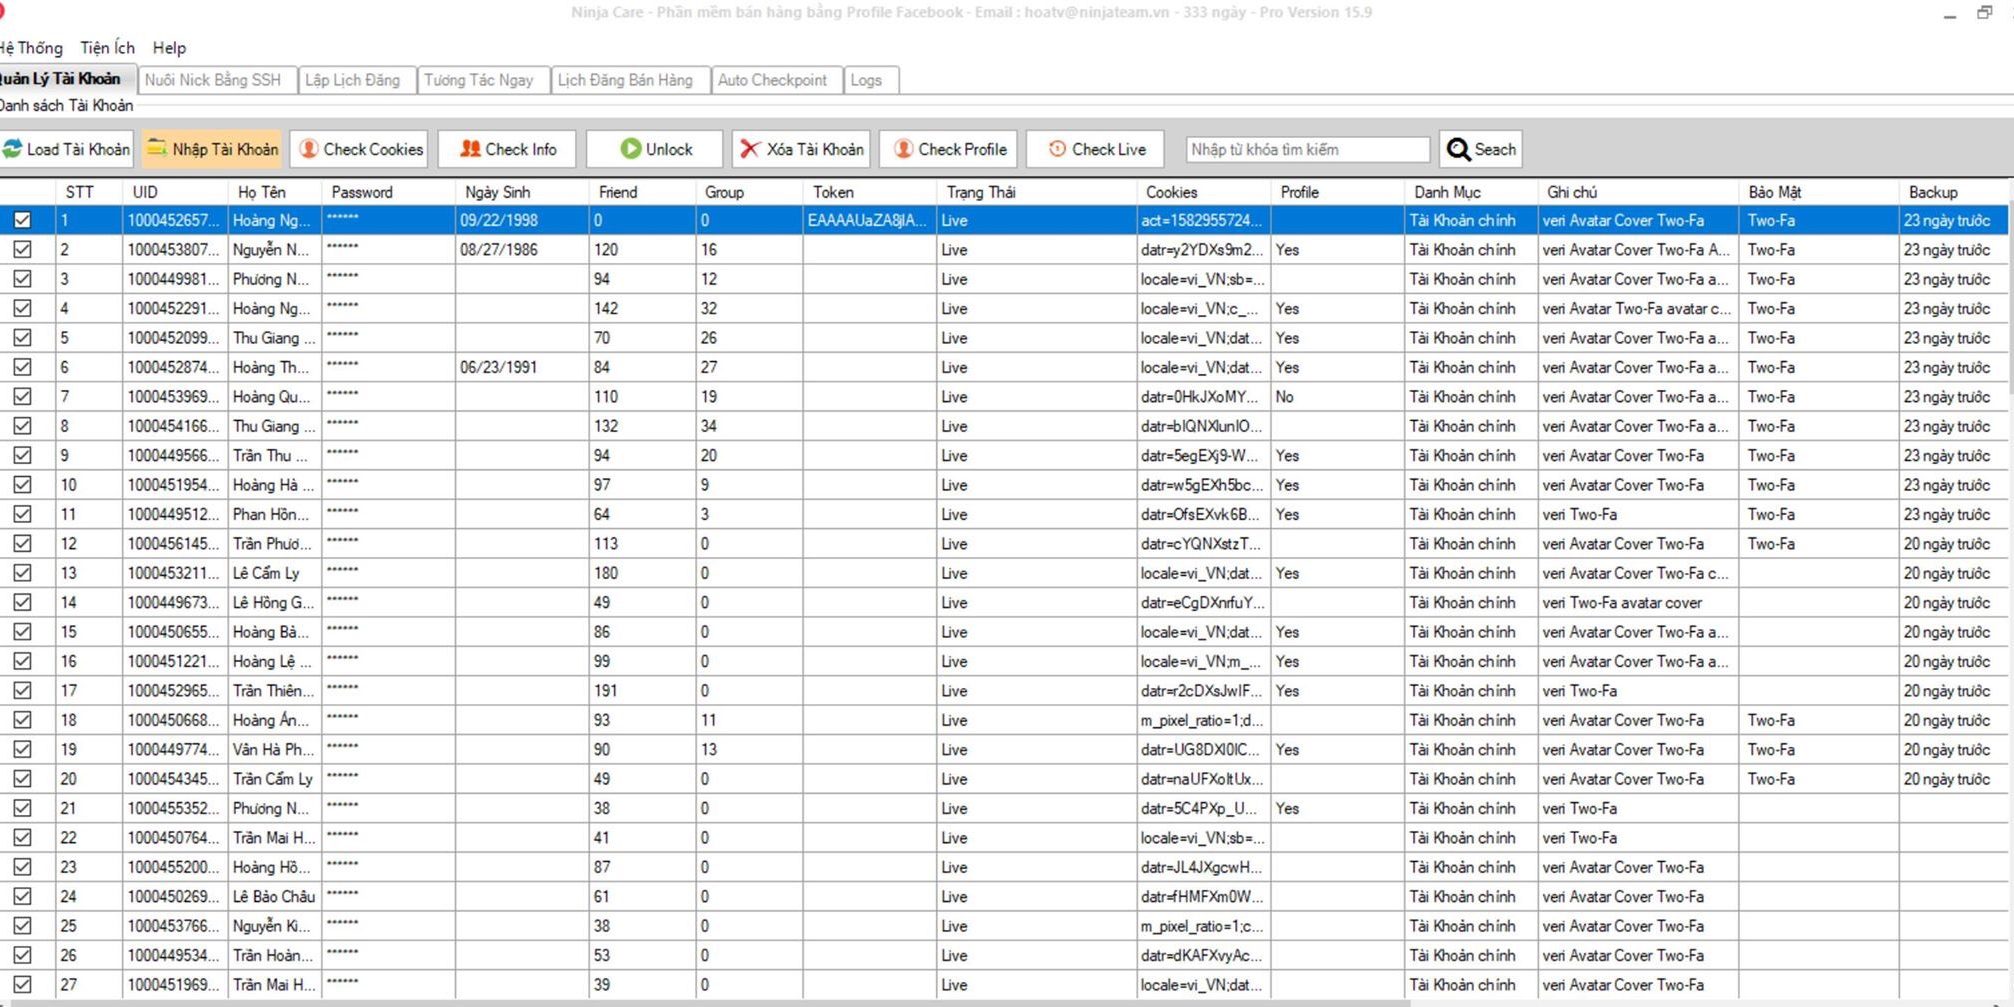 Ninja Care - Phần mềm bán hàng bằng Profile Facebook - Email : hoatv@ninjateam.vn - 333 ngày - Pro Version 15.9
Hệ Thống Tiện Ích Help
Quản Lý Tài Khoản Nuôi Nick Bằng SSH Lập Lịch Đăng Tương Tác Ngay Lịch Đăng Bán Hàng Auto Checkpoint Logs
Danh sách Tài Khoản
Load Tài Khoản Nhập Tài Khoản Check Cookies Check Info Unlock Xóa Tài Khoản Check Profile Check Live Nhập từ khóa tìm kiếm Seach
STT UID Họ Tên Password Ngày Sinh Friend Group Token Trạng Thái Cookies Profile Danh Mục Ghi chú Bảo Mật Backup
1 1000452657... Hoàng Ng... ****** 09/22/1998 0 0 EAAAAUaZA8jlA... Live act=1582955724... Tài Khoản chính veri Avatar Cover Two-Fa Two-Fa 23 ngày trước
2 1000453807... Nguyễn N... ****** 08/27/1986 120 16 Live datr=y2YDXs9m2... Yes Tài Khoản chính veri Avatar Cover Two-Fa A... Two-Fa 23 ngày trước
3 1000449981... Phương N... ****** 94 12 Live locale=vi_VN;sb=... Tài Khoản chính veri Avatar Cover Two-Fa a... Two-Fa 23 ngày trước
4 1000452291... Hoàng Ng... ****** 142 32 Live locale=vi_VN;c_... Yes Tài Khoản chính veri Avatar Two-Fa avatar c... Two-Fa 23 ngày trước
5 1000452099... Thu Giang ... ****** 70 26 Live locale=vi_VN;dat... Yes Tài Khoản chính veri Avatar Cover Two-Fa a... Two-Fa 23 ngày trước
6 1000452874... Hoàng Th... ****** 06/23/1991 84 27 Live locale=vi_VN;dat... Yes Tài Khoản chính veri Avatar Cover Two-Fa a... Two-Fa 23 ngày trước
7 1000453969... Hoàng Qu... ****** 110 19 Live datr=0HkJXoMY... No Tài Khoản chính veri Avatar Cover Two-Fa a... Two-Fa 23 ngày trước
8 1000454166... Thu Giang ... ****** 132 34 Live datr=bIQNXlunIO... Tài Khoản chính veri Avatar Cover Two-Fa a... Two-Fa 23 ngày trước
9 1000449566... Trần Thu ... ****** 94 20 Live datr=5egEXj9-W... Yes Tài Khoản chính veri Avatar Cover Two-Fa Two-Fa 23 ngày trước
10 1000451954... Hoàng Hà ... ****** 97 9 Live datr=w5gEXh5bc... Yes Tài Khoản chính veri Avatar Cover Two-Fa Two-Fa 23 ngày trước
11 1000449512... Phan Hồn... ****** 64 3 Live datr=OfsEXvk6B... Yes Tài Khoản chính veri Two-Fa Two-Fa 23 ngày trước
12 1000456145... Trần Phươ... ****** 113 0 Live datr=cYQNXstzT... Tài Khoản chính veri Avatar Cover Two-Fa Two-Fa 20 ngày trước
13 1000453211... Lê Cẩm Ly ****** 180 0 Live locale=vi_VN;dat... Yes Tài Khoản chính veri Avatar Cover Two-Fa c... 20 ngày trước
14 1000449673... Lê Hồng G... ****** 49 0 Live datr=eCgDXnrfuY... Tài Khoản chính veri Two-Fa avatar cover 20 ngày trước
15 1000450655... Hoàng Bả... ****** 86 0 Live locale=vi_VN;dat... Yes Tài Khoản chính veri Avatar Cover Two-Fa a... 20 ngày trước
16 1000451221... Hoàng Lệ ... ****** 99 0 Live locale=vi_VN;m_... Yes Tài Khoản chính veri Avatar Cover Two-Fa a... 20 ngày trước
17 1000452965... Trần Thiên... ****** 191 0 Live datr=r2cDXsJwIF... Yes Tài Khoản chính veri Two-Fa 20 ngày trước
18 1000450668... Hoàng Án... ****** 93 11 Live m_pixel_ratio=1;d... Tài Khoản chính veri Avatar Cover Two-Fa Two-Fa 20 ngày trước
19 1000449774... Vân Hà Ph... ****** 90 13 Live datr=UG8DXl0IC... Yes Tài Khoản chính veri Avatar Cover Two-Fa Two-Fa 20 ngày trước
20 1000454345... Trần Cẩm Ly ****** 49 0 Live datr=naUFXoltUx... Tài Khoản chính veri Avatar Cover Two-Fa Two-Fa 20 ngày trước
21 1000455352... Phương N... ****** 38 0 Live datr=5C4PXp_U... Yes Tài Khoản chính veri Two-Fa
22 1000450764... Trần Mai H... ****** 41 0 Live locale=vi_VN;sb=... Tài Khoản chính veri Two-Fa
23 1000455200... Hoàng Hồ... ****** 87 0 Live datr=JL4JXgcwH... Tài Khoản chính veri Avatar Cover Two-Fa
24 1000450269... Lê Bảo Châu ****** 61 0 Live datr=fHMFXm0W... Tài Khoản chính veri Avatar Cover Two-Fa
25 1000453766... Nguyễn Ki... ****** 38 0 Live m_pixel_ratio=1;c... Tài Khoản chính veri Avatar Cover Two-Fa
26 1000449534... Trần Hoàn... ****** 53 0 Live datr=dKAFXvyAc... Tài Khoản chính veri Avatar Cover Two-Fa
27 1000451969... Trần Mai H... ****** 39 0 Live locale=vi_VN;dat... Tài Khoản chính veri Avatar Cover Two-Fa